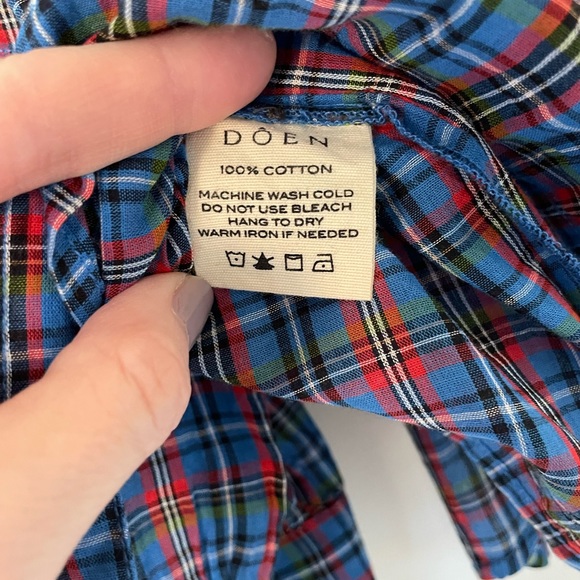 DÔEN
100% COTTON
MACHINE WASH COLD
DO NOT USE BLEACH
HANG TO DRY
WARM IRON IF NEEDED